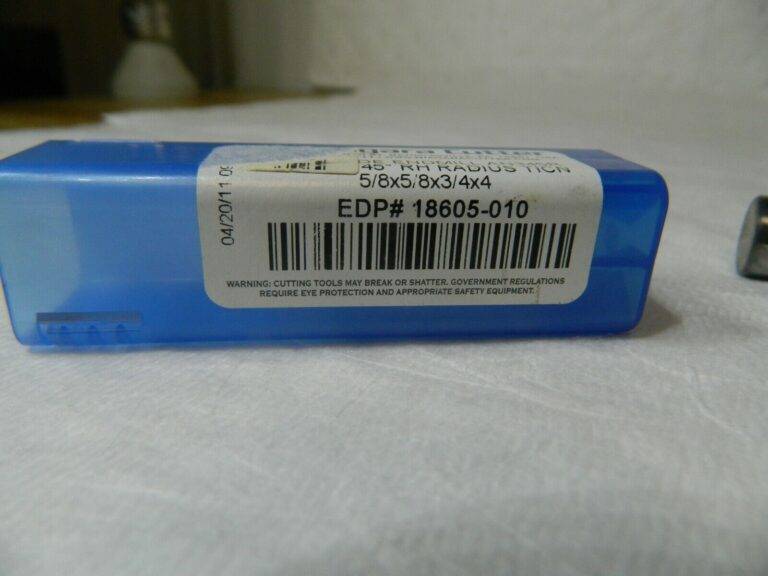 Cutter
45° RH RADIUS TICN
5/8x5/8x3/4x4
EDP# 18605-010
WARNING: CUTTING TOOLS MAY BREAK OR SHATTER. GOVERNMENT REGULATIONS
REQUIRE EYE PROTECTION AND APPROPRIATE SAFETY EQUIPMENT.
04/20/11